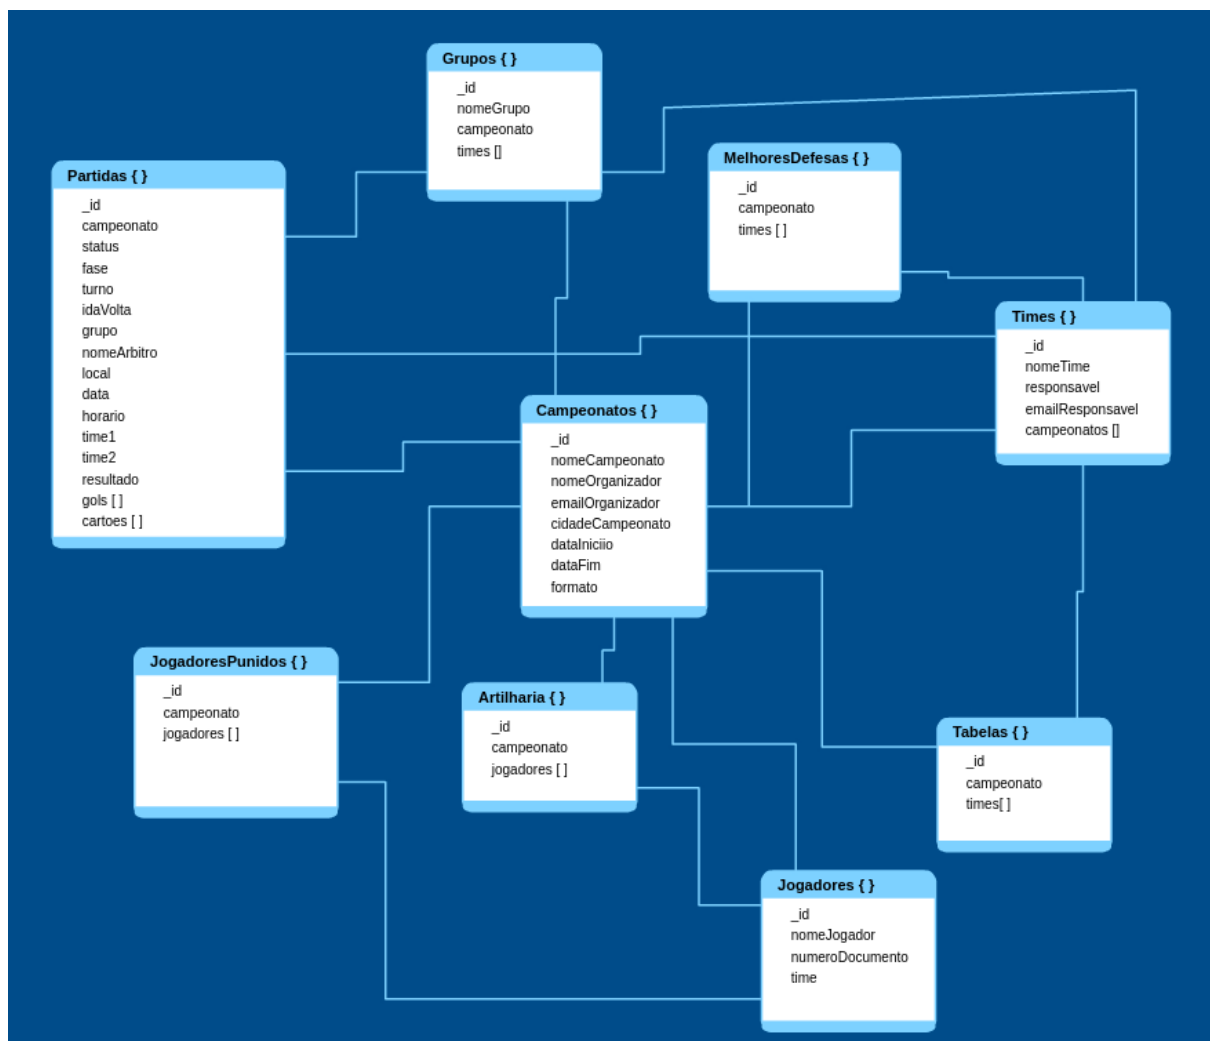 Grupos { }
_id
nomeGrupo
campeonato
times []
MelhoresDefesas { }
_id
campeonato
times [ ]
Partidas { }
_id
campeonato
status
fase
turno
idaVolta
grupo
nomeArbitro
local
data
horario
time1
time2
resultado
gols [ ]
cartoes [ ]
Times { }
_id
nomeTime
responsavel
emailResponsavel
campeonatos []
Campeonatos { }
_id
nomeCampeonato
nomeOrganizador
emailOrganizador
cidadeCampeonato
dataIniciio
dataFim
formato
JogadoresPunidos { }
_id
campeonato
jogadores [ ]
Artilharia { }
_id
campeonato
jogadores [ ]
Tabelas { }
_id
campeonato
times[ ]
Jogadores { }
_id
nomeJogador
numeroDocumento
time